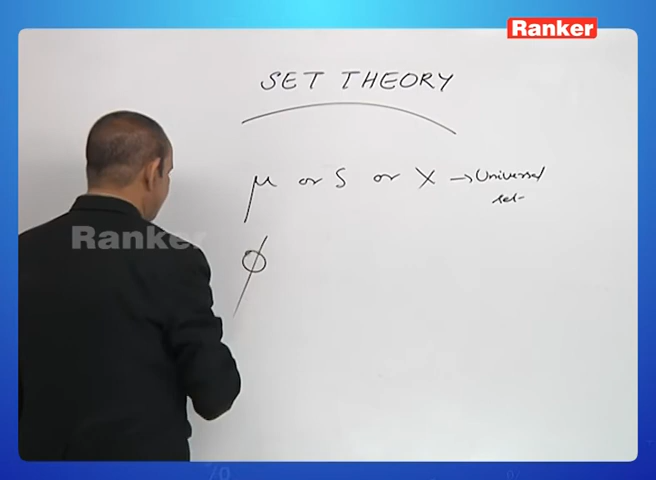 Ranker
SET THEORY
μ or S or X → Universal
set
Ranker
φ